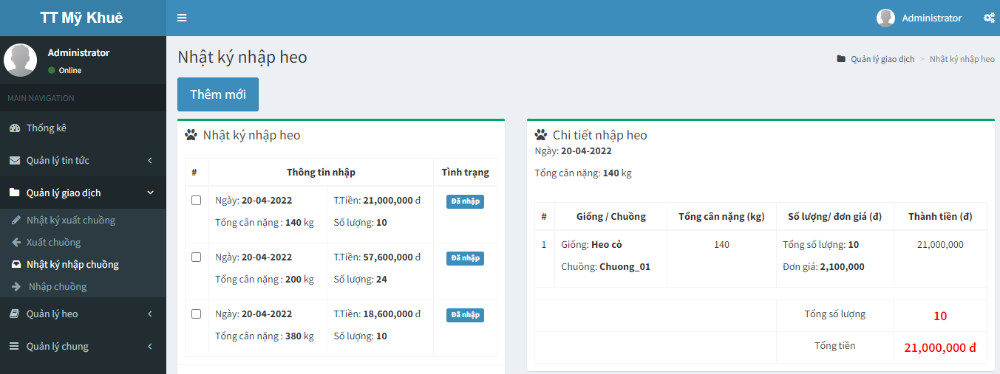 TT Mỹ Khuê
Administrator
Administrator
Online
MAIN NAVIGATION
Thống kê
Quản lý tin tức
Quản lý giao dịch
Nhật ký xuất chuồng
Xuất chuồng
Nhật ký nhập chuồng
Nhập chuồng
Quản lý heo
Quản lý chung
Nhật ký nhập heo
Quản lý giao dịch > Nhật ký nhập heo
Thêm mới
Nhật ký nhập heo
# Thông tin nhập Tình trạng
Ngày: 20-04-2022 T.Tiền: 21,000,000 đ Đã nhập
Tổng cân nặng : 140 kg Số lượng: 10
Ngày: 20-04-2022 T.Tiền: 57,600,000 đ Đã nhập
Tổng cân nặng : 200 kg Số lượng: 24
Ngày: 20-04-2022 T.Tiền: 18,600,000 đ Đã nhập
Tổng cân nặng : 380 kg Số lượng: 10
Chi tiết nhập heo
Ngày: 20-04-2022
Tổng cân nặng: 140 kg
# Giống / Chuồng Tổng cân nặng (kg) Số lượng/ đơn giá (đ) Thành tiền (đ)
1 Giống: Heo cỏ 140 Tổng số lượng: 10 21,000,000
Chuồng: Chuong_01 Đơn giá: 2,100,000
Tổng số lượng 10
Tổng tiền 21,000,000 đ